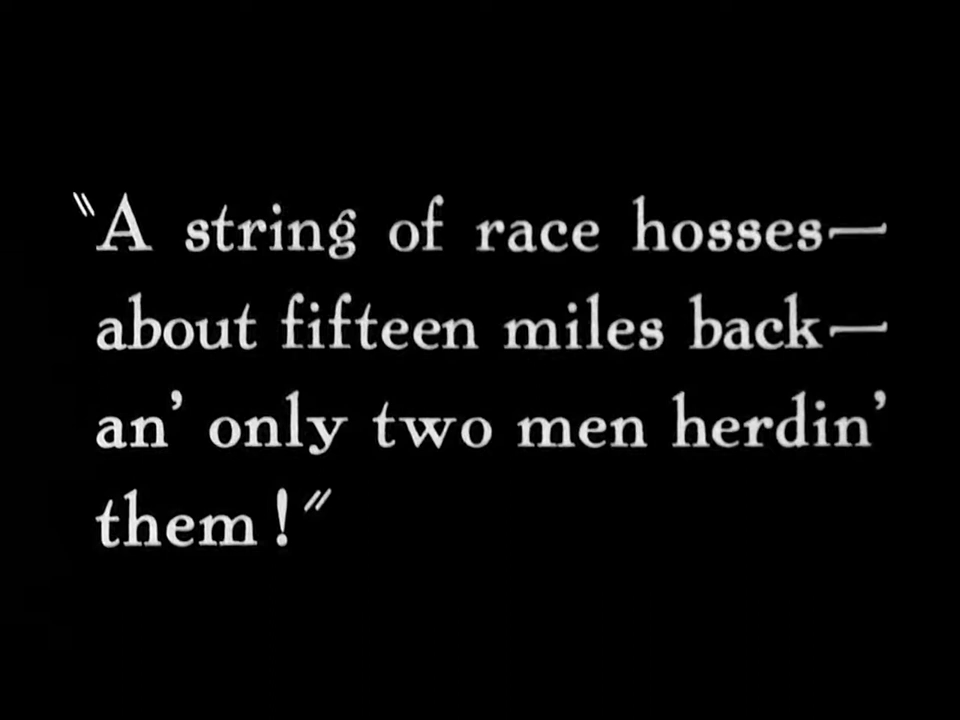 "A string of race hosses—
about fifteen miles back—
an' only two men herdin'
them!"